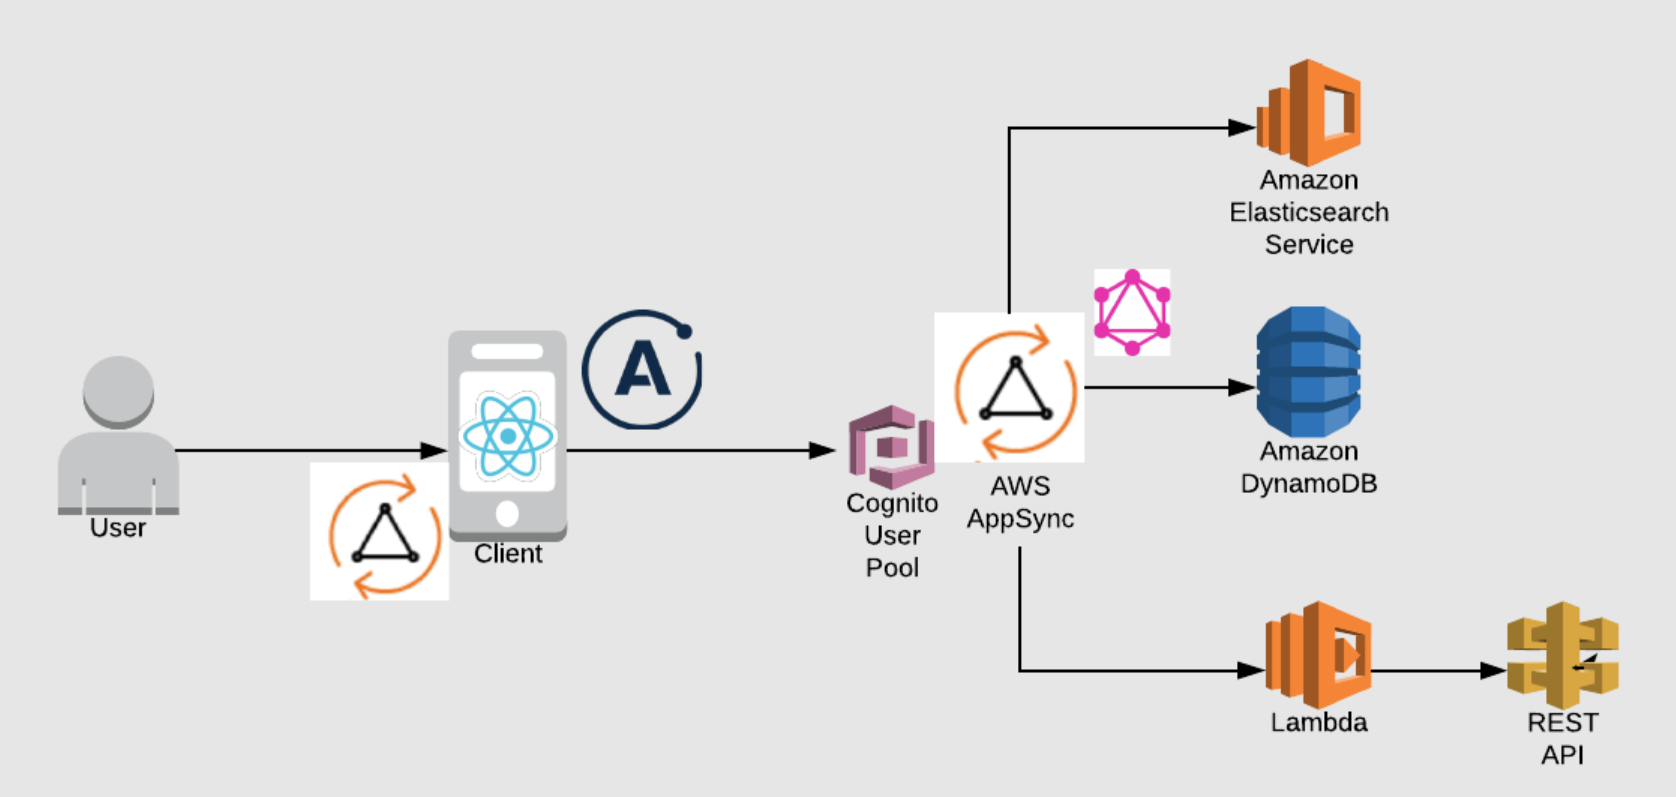 User
Client
A
Cognito
User
Pool
AWS
AppSync
Amazon
Elasticsearch
Service
Amazon
DynamoDB
Lambda
REST
API